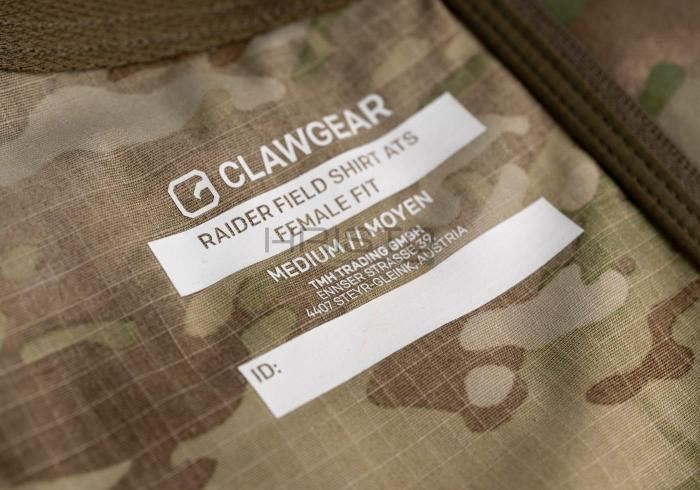 CLAWGEAR
RAIDER FIELD SHIRT ATS
FEMALE FIT
MEDIUM // MOYEN
TMH TRADING GMBH
ENNSER STRASSE 39
4407 STEYR-GLEINK, AUSTRIA
ID: